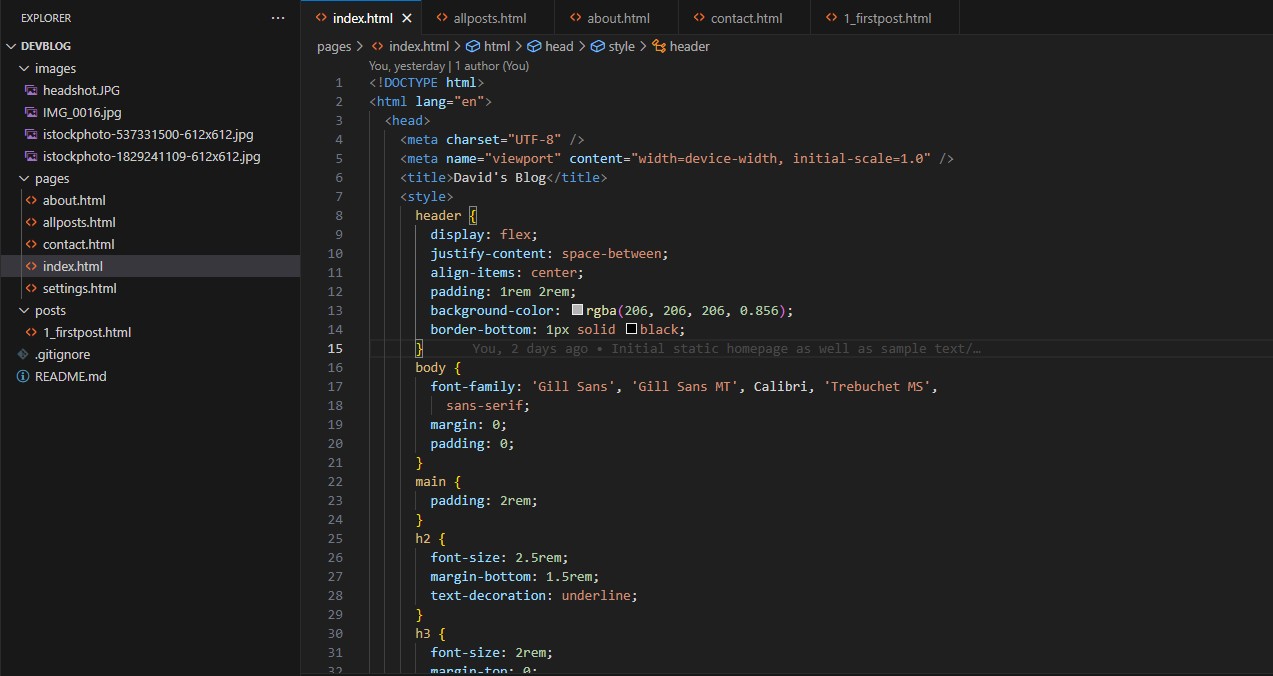 EXPLORER
DEVBLOG
images
headshot.JPG
IMG_0016.jpg
istockphoto-537331500-612x612.jpg
istockphoto-1829241109-612x612.jpg
pages
about.html
allposts.html
contact.html
index.html
settings.html
posts
1_firstpost.html
.gitignore
README.md
index.html allposts.html about.html contact.html 1_firstpost.html
pages > index.html > html > head > style > header
You, yesterday | 1 author (You)
1 <!DOCTYPE html>
2 <html lang="en">
3 <head>
4 <meta charset="UTF-8" />
5 <meta name="viewport" content="width=device-width, initial-scale=1.0" />
6 <title>David's Blog</title>
7 <style>
8 header {
9 display: flex;
10 justify-content: space-between;
11 align-items: center;
12 padding: 1rem 2rem;
13 background-color: rgba(206, 206, 206, 0.856);
14 border-bottom: 1px solid black;
15 } You, 2 days ago • Initial static homepage as well as sample text/…
16 body {
17 font-family: 'Gill Sans', 'Gill Sans MT', Calibri, 'Trebuchet MS',
18 sans-serif;
19 margin: 0;
20 padding: 0;
21 }
22 main {
23 padding: 2rem;
24 }
25 h2 {
26 font-size: 2.5rem;
27 margin-bottom: 1.5rem;
28 text-decoration: underline;
29 }
30 h3 {
31 font-size: 2rem;
32 margin-top: 0;